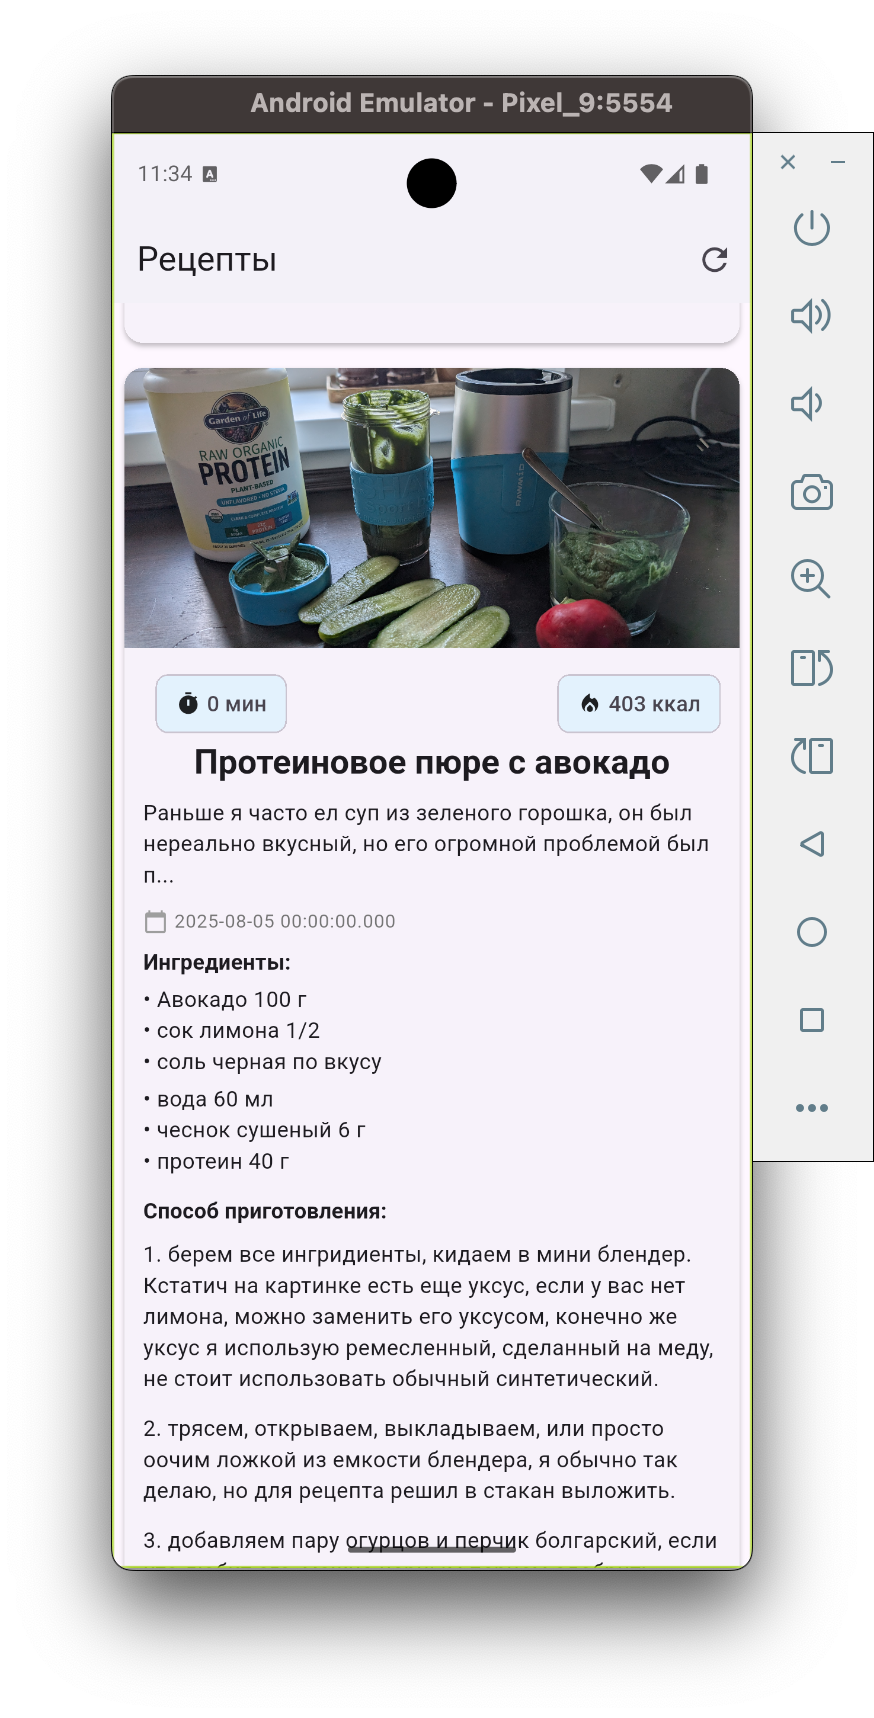 Android Emulator - Pixel_9:5554
11:34
A
Рецепты
Garden of Life
RAW ORGANIC
PROTEIN
PLANT-BASED
UNFLAVORED • NO STEVIA
0 мин
403 ккал
Протеиновое пюре с авокадо
Раньше я часто ел суп из зеленого горошка, он был
нереально вкусный, но его огромной проблемой был
п...
2025-08-05 00:00:00.000
Ингредиенты:
• Авокадо 100 г
• сок лимона 1/2
• соль черная по вкусу
• вода 60 мл
• чеснок сушеный 6 г
• протеин 40 г
Способ приготовления:
1. берем все ингридиенты, кидаем в мини блендер.
Кстатич на картинке есть еще уксус, если у вас нет
лимона, можно заменить его уксусом, конечно же
уксус я использую ремесленный, сделанный на меду,
не стоит использовать обычный синтетический.
2. трясем, открываем, выкладываем, или просто
оочим ложкой из емкости блендера, я обычно так
делаю, но для рецепта решил в стакан выложить.
3. добавляем пару огурцов и перчик болгарский, если